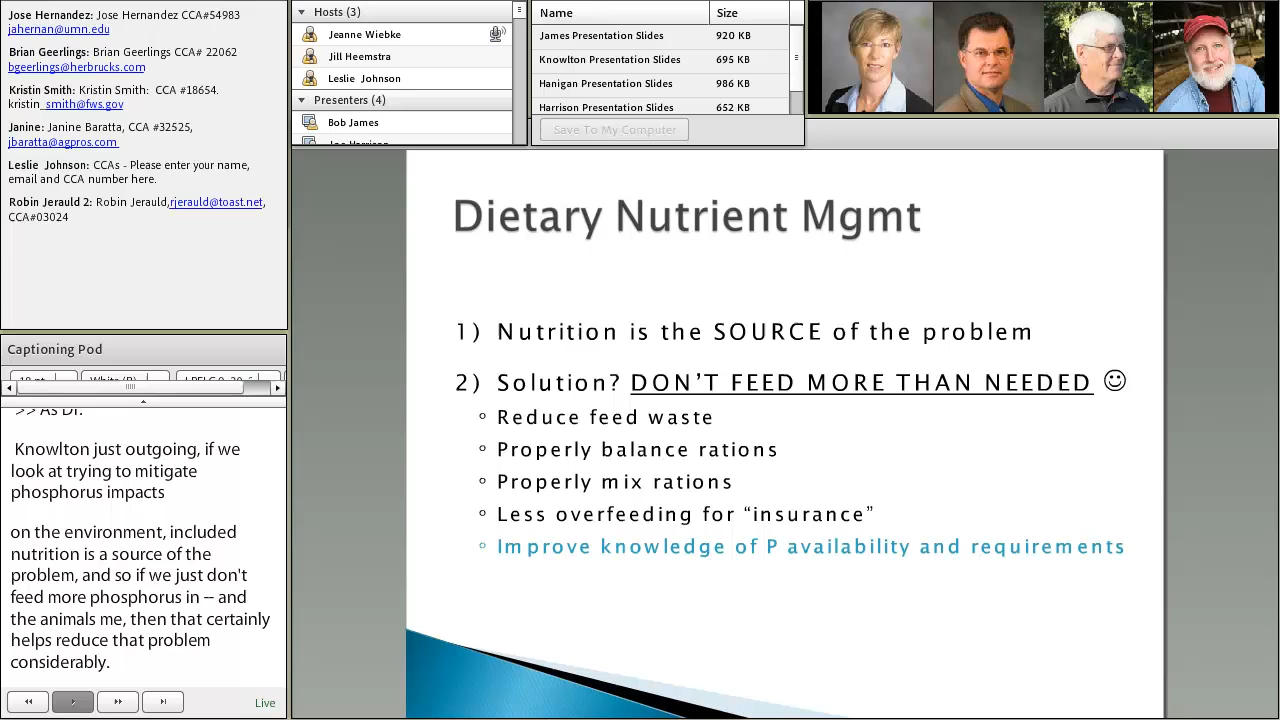 Jose Hernandez: Jose Hernandez CCA#54983
jahernan@umn.edu
Brian Geerlings: Brian Geerlings CCA# 22062
bgeerlings@herbrucks.com
Kristin Smith: Kristin Smith: CCA #18654.
kristin_smith@fws.gov
Janine: Janine Baratta, CCA #32525,
jbaratta@agpros.com
Leslie Johnson: CCAs - Please enter your name,
email and CCA number here.
Robin Jerauld 2: Robin Jerauld,rjerauld@toast.net,
CCA#03024
Hosts (3)
Jeanne Wiebke
Jill Heemstra
Leslie Johnson
Presenters (4)
Bob James
Joe Harrison
Name Size
James Presentation Slides 920 KB
Knowlton Presentation Slides 695 KB
Hanigan Presentation Slides 986 KB
Harrison Presentation Slides 652 KB
Save To My Computer
Dietary Nutrient Mgmt
1) Nutrition is the SOURCE of the problem
2) Solution? DON'T FEED MORE THAN NEEDED ☺
◦ Reduce feed waste
◦ Properly balance rations
◦ Properly mix rations
◦ Less overfeeding for “insurance”
◦ Improve knowledge of P availability and requirements
Captioning Pod
>> As Dr.
Knowlton just outgoing, if we
look at trying to mitigate
phosphorus impacts
on the environment, included
nutrition is a source of the
problem, and so if we just don't
feed more phosphorus in -- and
the animals me, then that certainly
helps reduce that problem
considerably.
Live